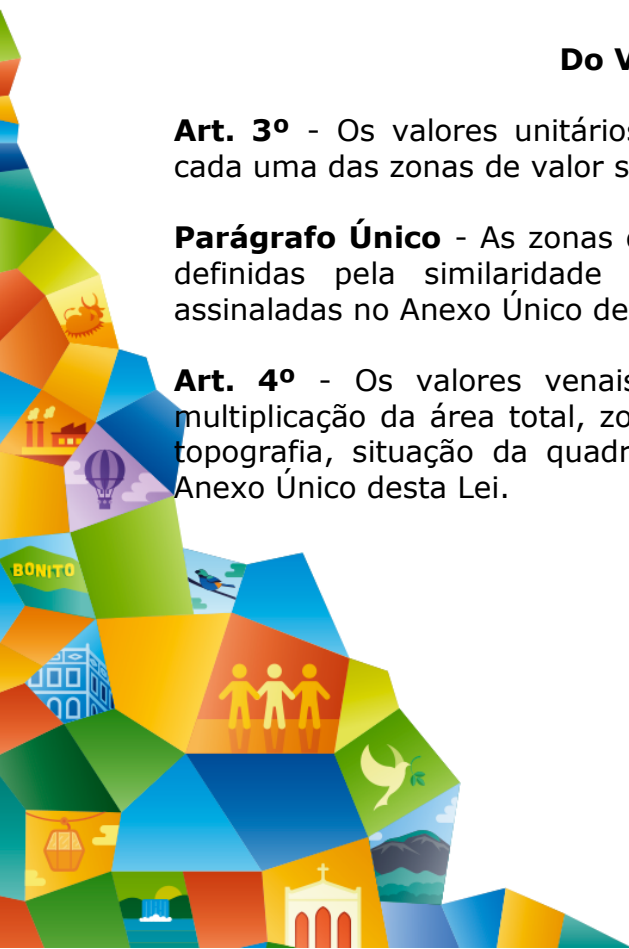 Do V
Art. 3º - Os valores unitários
cada uma das zonas de valor s
Parágrafo Único - As zonas
definidas pela similaridade
assinaladas no Anexo Único de
Art. 4º - Os valores venais
multiplicação da área total, zo
topografia, situação da quadr
Anexo Único desta Lei.
BONITO